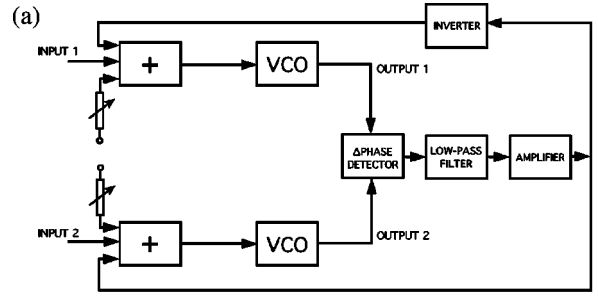 (a)
INVERTER
INPUT 1
+
VCO
OUTPUT 1
ΔPHASE
DETECTOR
LOW-PASS
FILTER
AMPLIFIER
INPUT 2
+
VCO
OUTPUT 2